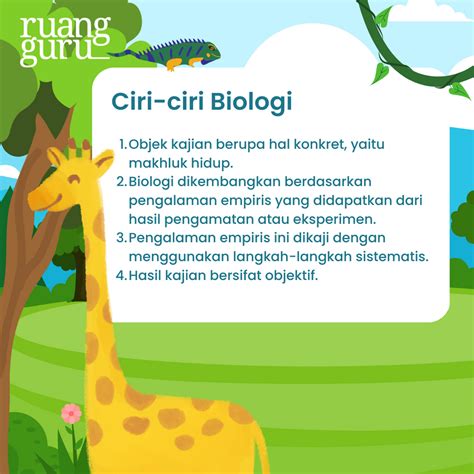 ruang
guru
Ciri-ciri Biologi
1.Objek kajian berupa hal konkret, yaitu
makhluk hidup.
2.Biologi dikembangkan berdasarkan
pengalaman empiris yang didapatkan dari
hasil pengamatan atau eksperimen.
3.Pengalaman empiris ini dikaji dengan
menggunakan langkah-langkah sistematis.
4.Hasil kajian bersifat objektif.